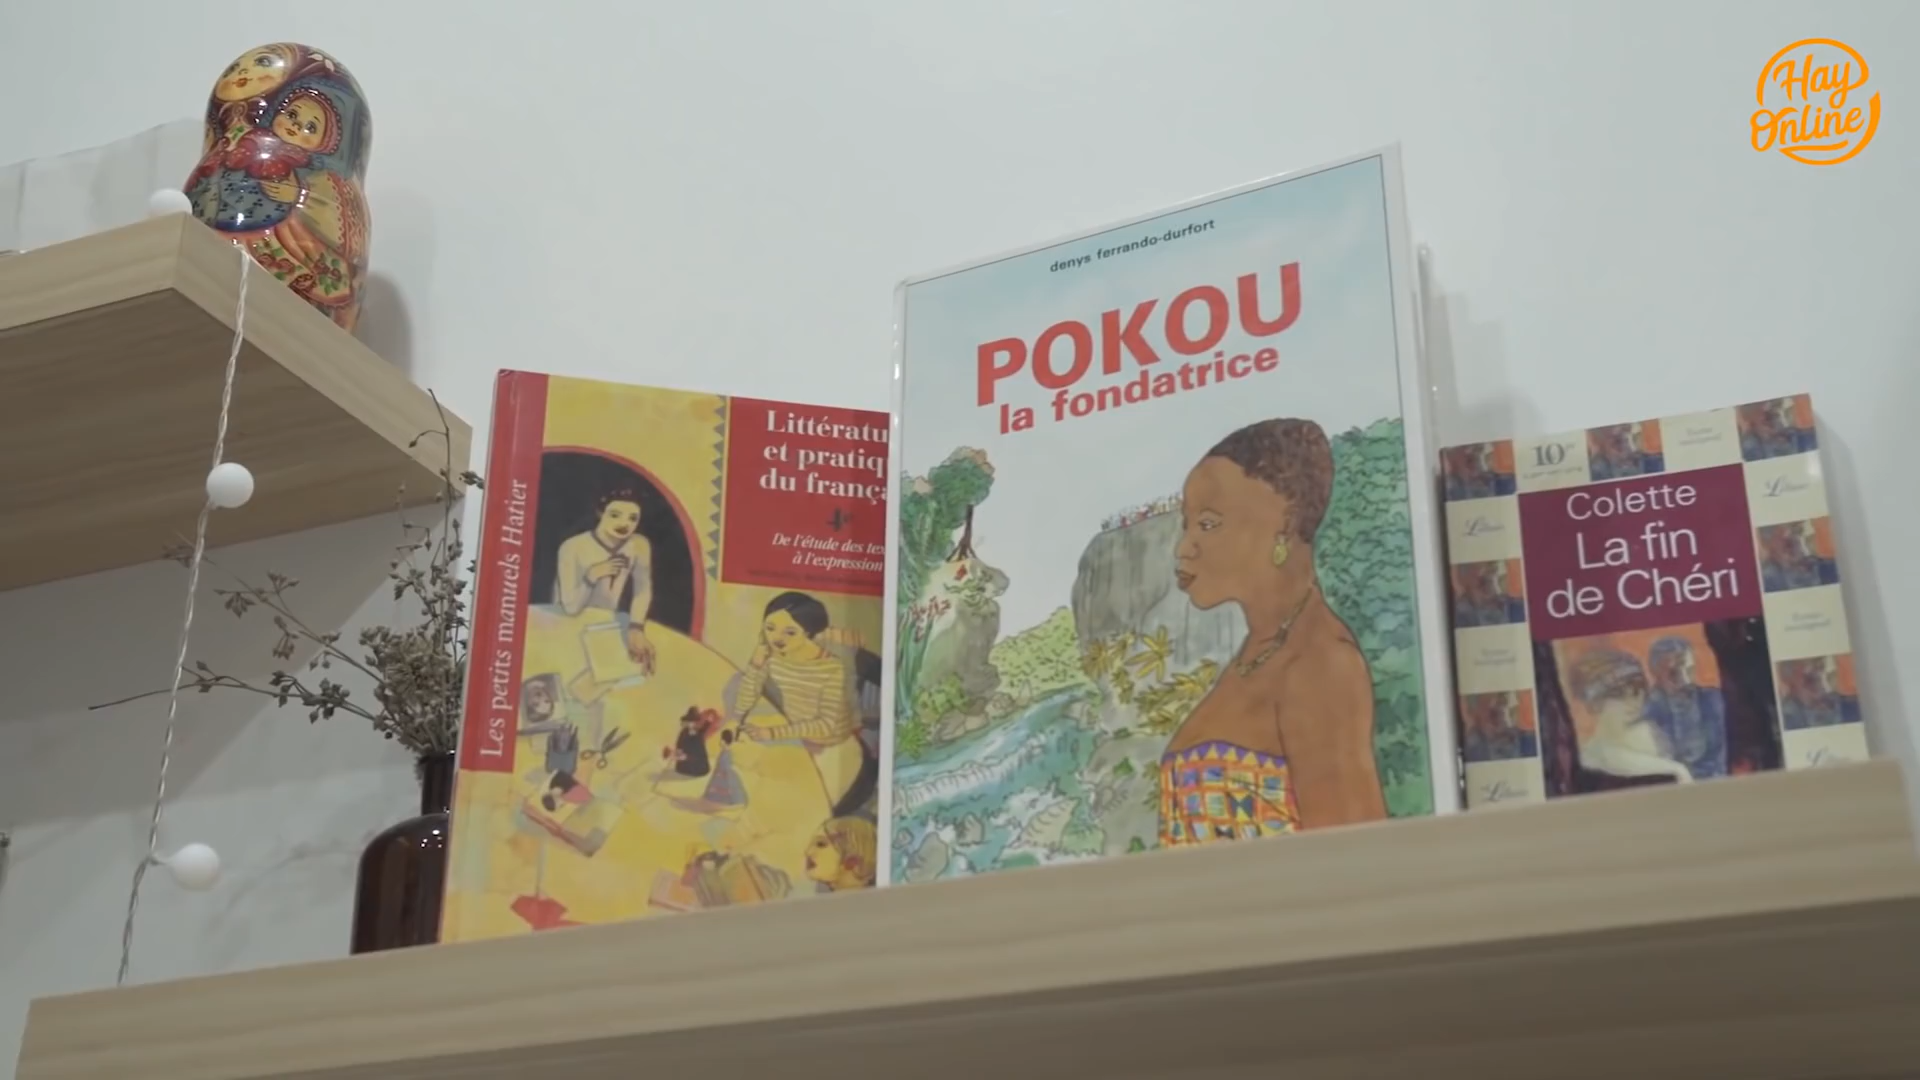 Hay
Online
Les petits manuels Hatier
Littératu
et pratiq
du frança
4e
De l'étude des tex
à l'expression
denys ferrando-durfort
POKOU
la fondatrice
10
Colette
La fin
de Chéri